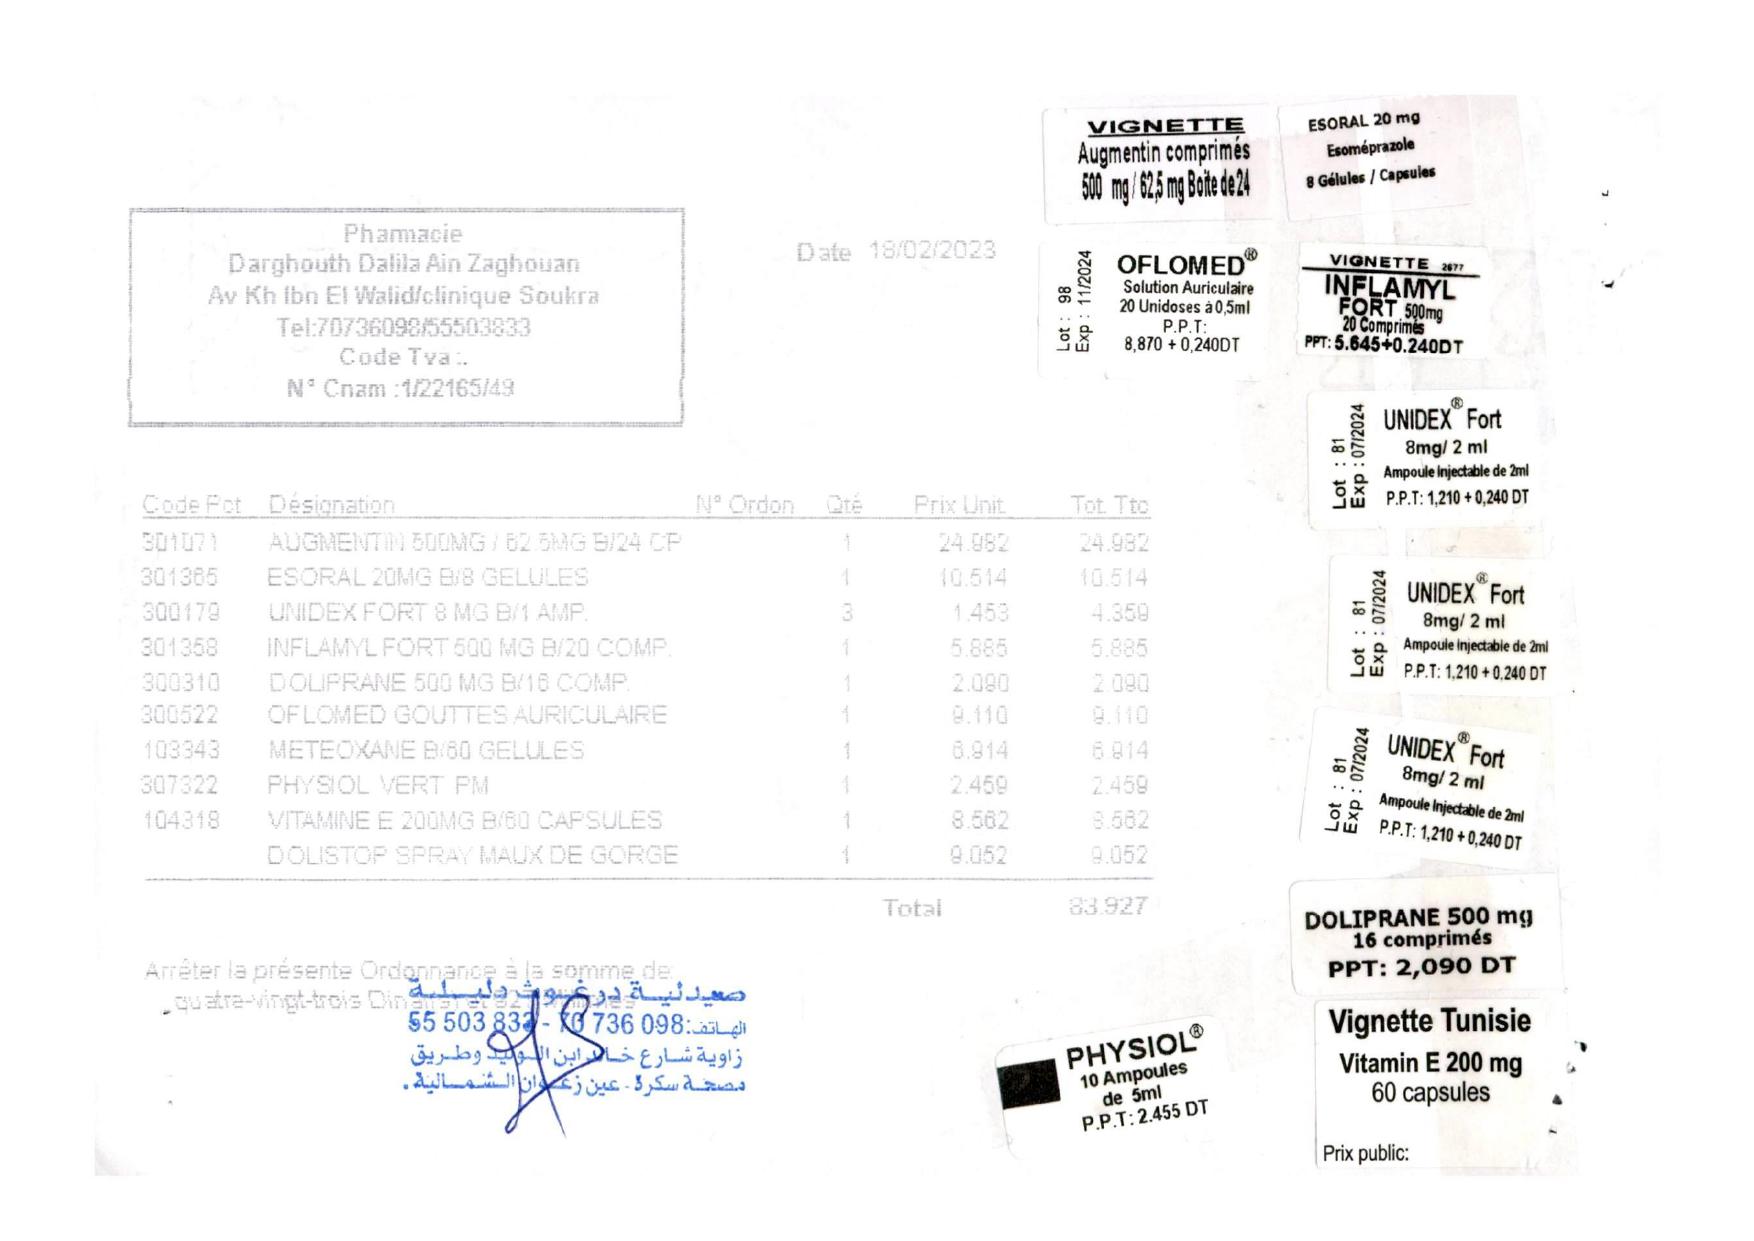 Pharmacie
Darghouth Dalila Ain Zaghouan
Av Kh Ibn El Walid/clinique Soukra
Tel:70736098/55503833
Code Tva :.
N° Cnam :1/22165/49
Date 18/02/2023
Code Pct Désignation N° Ordon Qté Prix Unit Tot. Ttc
301071 AUGMENTIN 500MG / 62.5MG B/24 CP 1 24.982 24.982
301365 ESORAL 20MG B/8 GELULES 1 10.514 10.514
300179 UNIDEX FORT 8 MG B/1 AMP. 3 1.453 4.359
301358 INFLAMYL FORT 500 MG B/20 COMP. 1 5.885 5.885
300310 DOLIPRANE 500 MG B/16 COMP. 1 2.090 2.090
300522 OFLOMED GOUTTES AURICULAIRE 1 9.110 9.110
103343 METEOXANE B/60 GELULES 1 6.914 6.914
307322 PHYSIOL VERT PM 1 2.459 2.459
104318 VITAMINE E 200MG B/60 CAPSULES 1 8.562 8.562
DOLISTOP SPRAY MAUX DE GORGE 1 9.052 9.052
Total 83.927
Arrêter la présente Ordonnance à la somme de:
quatre-vingt-trois
صيدلية درغوث دليلة
الهاتف: 70 736 098 - 55 503 833
زاوية شارع خالد ابن الوليد وطريق
مصحة سكرة - عين زغوان الشمالية.
VIGNETTE
Augmentin comprimés
500 mg / 62,5 mg Boîte de 24
ESORAL 20 mg
Esoméprazole
8 Gélules / Capsules
Lot : 98
Exp : 11/2024
OFLOMED®
Solution Auriculaire
20 Unidoses à 0,5ml
P.P.T:
8,870 + 0,240DT
VIGNETTE 2677
INFLAMYL
FORT 500mg
20 Comprimés
PPT: 5.645+0.240DT
Lot : 81
Exp : 07/2024
UNIDEX® Fort
8mg/ 2 ml
Ampoule Injectable de 2ml
P.P.T: 1,210 + 0,240 DT
Lot : 81
Exp : 07/2024
UNIDEX® Fort
8mg/ 2 ml
Ampoule Injectable de 2ml
P.P.T: 1,210 + 0,240 DT
Lot : 81
Exp : 07/2024
UNIDEX® Fort
8mg/ 2 ml
Ampoule Injectable de 2ml
P.P.T: 1,210 + 0,240 DT
DOLIPRANE 500 mg
16 comprimés
PPT: 2,090 DT
Vignette Tunisie
Vitamin E 200 mg
60 capsules
Prix public:
PHYSIOL®
10 Ampoules
de 5ml
P.P.T: 2.455 DT